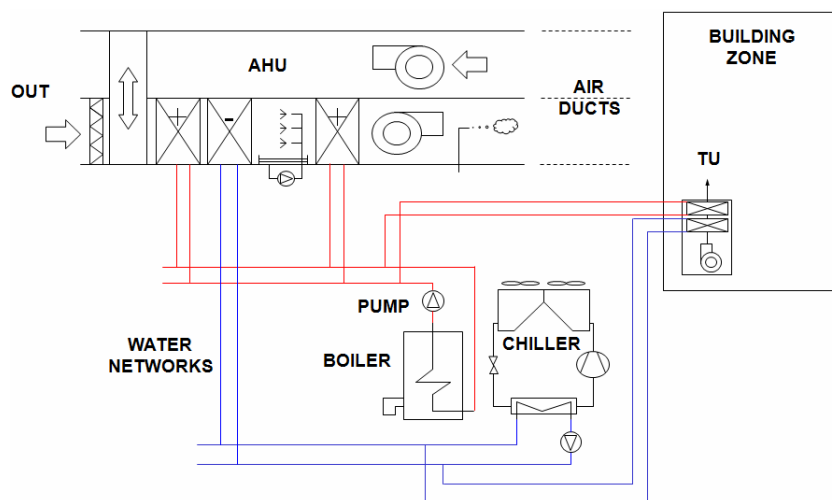 BUILDING
ZONE
AHU
OUT
AIR
DUCTS
TU
PUMP
WATER
NETWORKS
BOILER
CHILLER